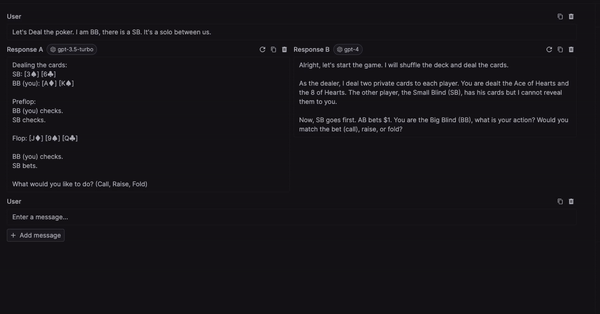 User
Let's Deal the poker. I am BB, there is a SB. It's a solo between us.
Response A gpt-3.5-turbo
Dealing the cards:
SB: [3♠] [6♣]
BB (you): [A♦] [K♠]
Preflop:
BB (you) checks.
SB checks.
Flop: [J♦] [9♠] [Q♣]
BB (you) checks.
SB bets.
What would you like to do? (Call, Raise, Fold)
Response B gpt-4
Alright, let's start the game. I will shuffle the deck and deal the cards.
As the dealer, I deal two private cards to each player. You are dealt the Ace of Hearts and
the 8 of Hearts. The other player, the Small Blind (SB), has his cards but I cannot reveal
them to you.
Now, SB goes first. AB bets $1. You are the Big Blind (BB), what is your action? Would you
match the bet (call), raise, or fold?
User
Enter a message...
+ Add message